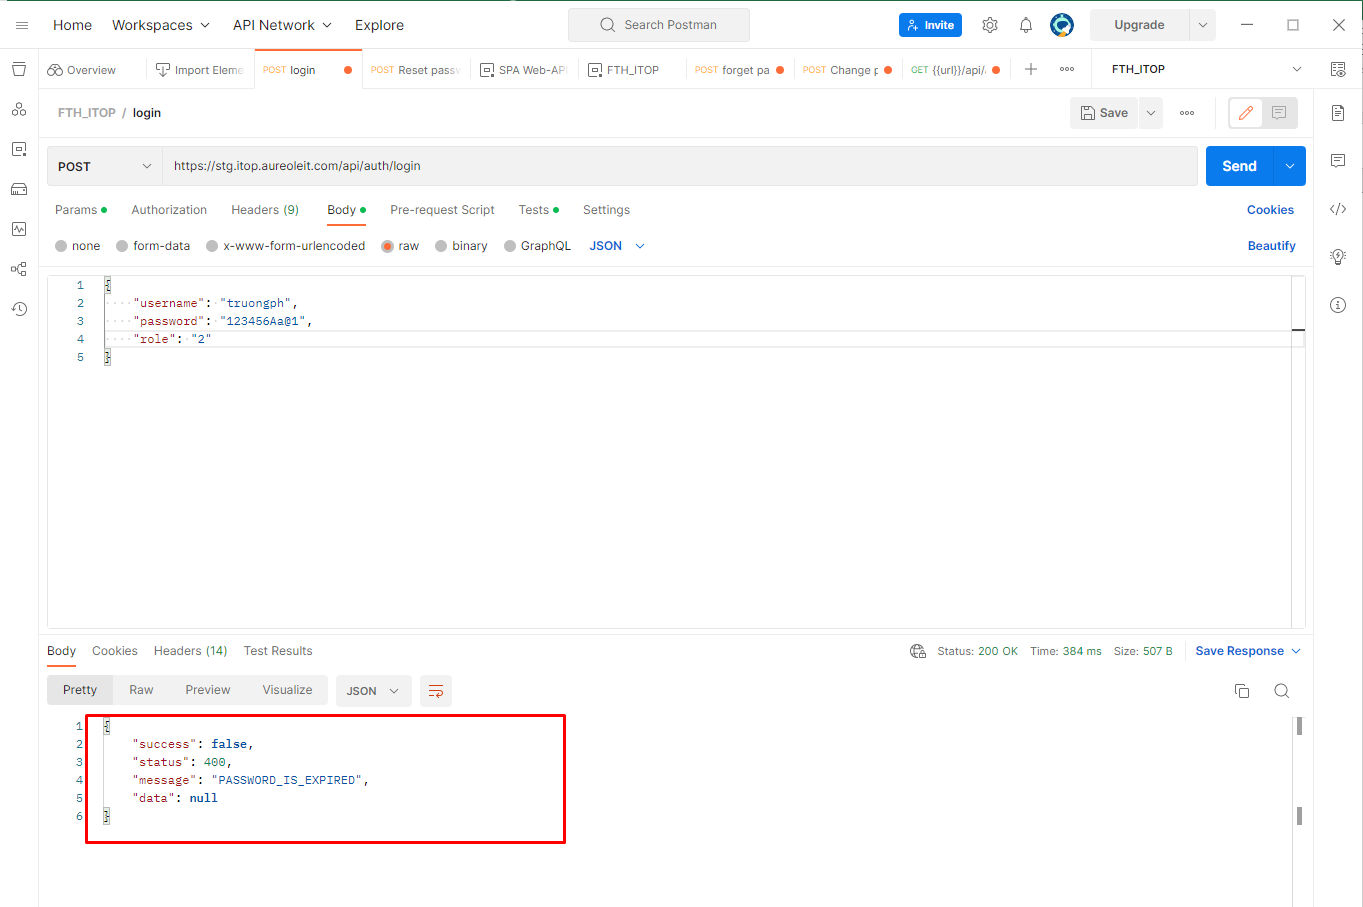 Home Workspaces API Network Explore Search Postman Invite Upgrade
Overview Import Eleme POST login POST Reset passw SPA Web-AP FTH_ITOP POST forget pa POST Change p GET {{url}}/api/ FTH_ITOP
FTH_ITOP / login Save
POST https://stg.itop.aureoleit.com/api/auth/login Send
Params Authorization Headers (9) Body Pre-request Script Tests Settings Cookies
none form-data x-www-form-urlencoded raw binary GraphQL JSON Beautify
1 {
2 "username": "truongph",
3 "password": "123456Aa@1",
4 "role": "2"
5 }
Body Cookies Headers (14) Test Results Status: 200 OK Time: 384 ms Size: 507 B Save Response
Pretty Raw Preview Visualize JSON
1 {
2 "success": false,
3 "status": 400,
4 "message": "PASSWORD_IS_EXPIRED",
5 "data": null
6 }